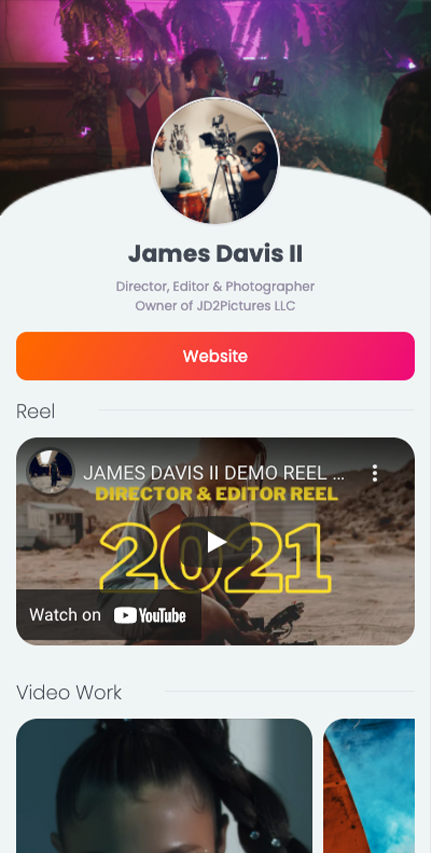 James Davis II
Director, Editor & Photographer
Owner of JD2Pictures LLC
Website
Reel
JAMES DAVIS II DEMO REEL ...
DIRECTOR & EDITOR REEL
2021
Watch on YouTube
Video Work